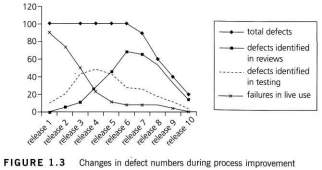 120
100
80
60
40
20
0
release 1
release 2
release 3
release 4
release 5
release 6
release 7
release 8
release 9
release 10
total defects
defects identified
in reviews
defects identified
in testing
failures in live use
FIGURE 1.3 Changes in defect numbers during process improvement